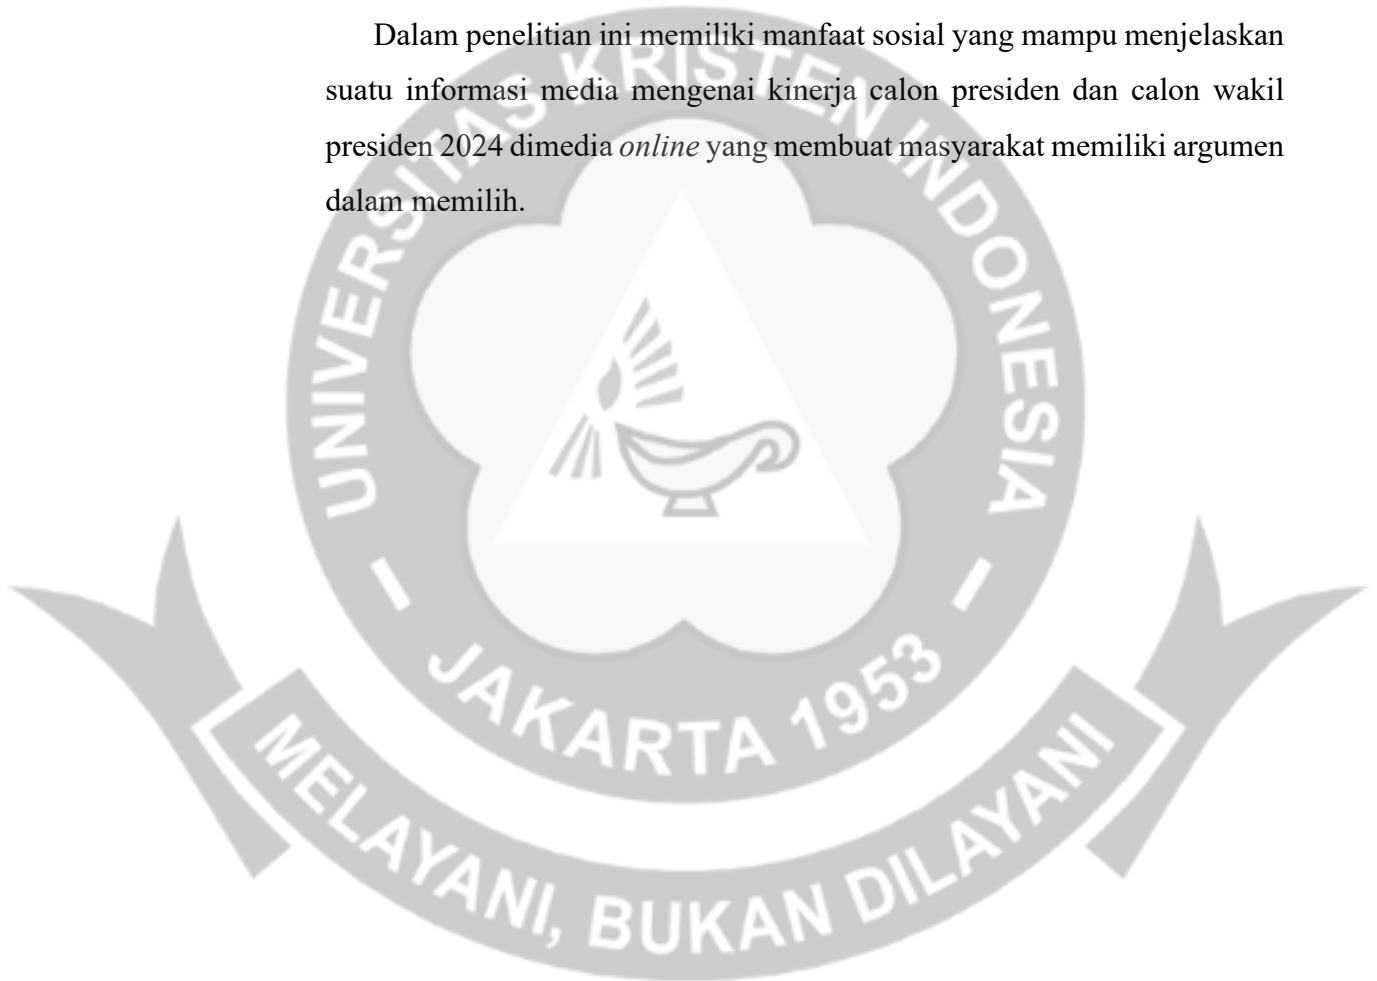 Dalam penelitian ini memiliki manfaat sosial yang mampu menjelaskan
suatu informasi media mengenai kinerja calon presiden dan calon wakil
presiden 2024 dimedia online yang membuat masyarakat memiliki argumen
dalam memilih.
UNIVERSITAS KRISTEN INDONESIA
JAKARTA 1953
MELAYANI, BUKAN DILAYANI